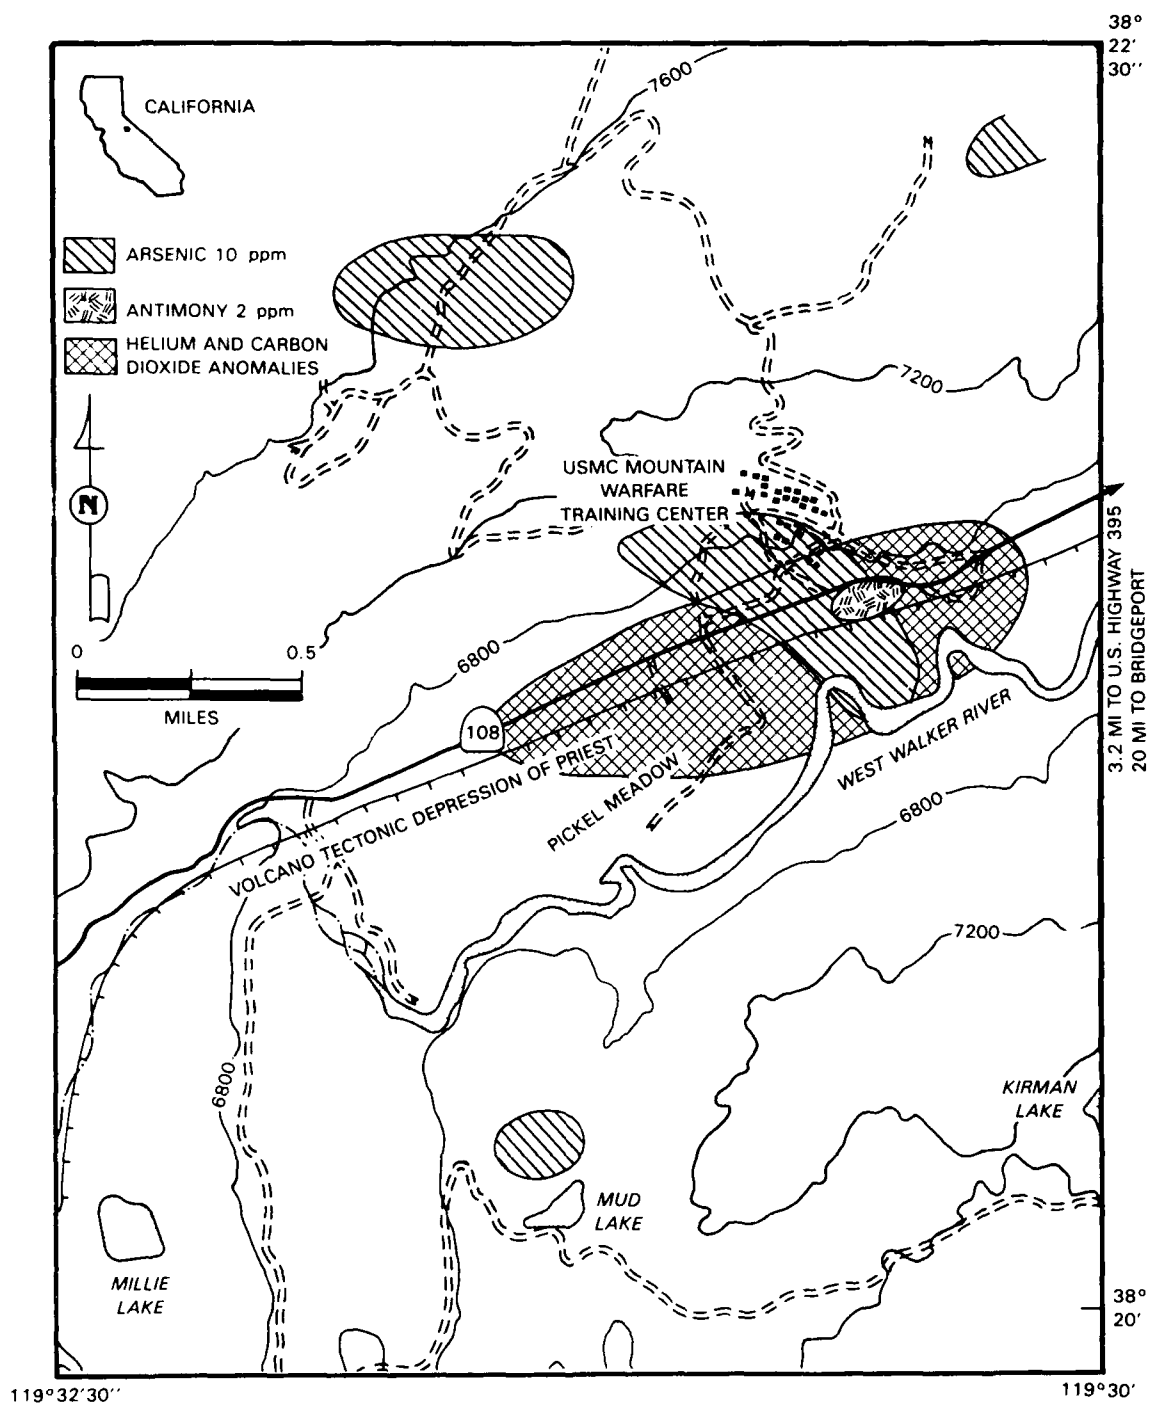 38°
22'
30''
7600
CALIFORNIA
ARSENIC 10 ppm
ANTIMONY 2 ppm
HELIUM AND CARBON
DIOXIDE ANOMALIES
7200
USMC MOUNTAIN
WARFARE
TRAINING CENTER
N
0 0.5
MILES
6800
108
3.2 MI TO U.S. HIGHWAY 395
20 MI TO BRIDGEPORT
VOLCANO TECTONIC DEPRESSION OF PRIEST
PICKEL MEADOW
WEST WALKER RIVER
6800
7200
6800
KIRMAN
LAKE
MUD
LAKE
MILLIE
LAKE
38°
20'
119°32'30''
119°30'